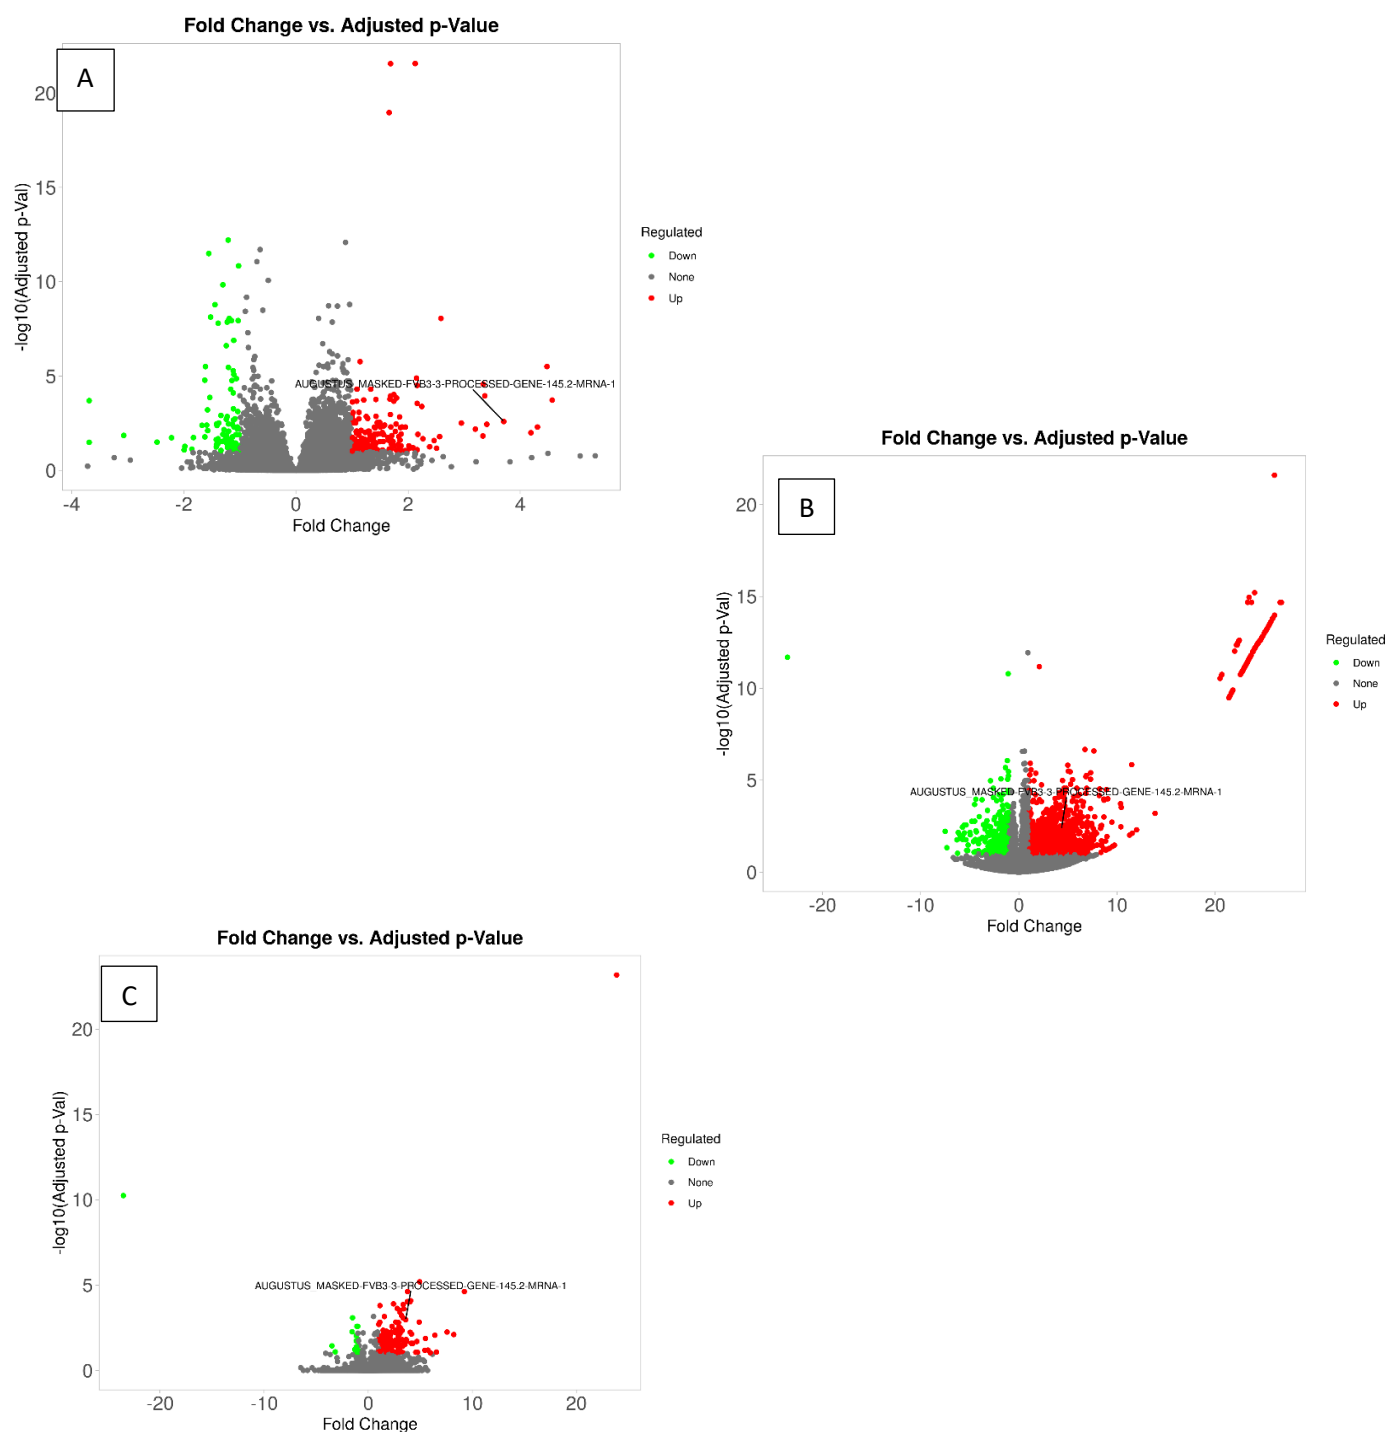 Fold Change vs. Adjusted p-Value
A
20
15
10
5
0
-log10(Adjusted p-Val)
AUGUSTUS_MASKED-FVB3-3-PROCESSED-GENE-145.2-MRNA-1
-4 -2 0 2 4
Fold Change
Regulated
Down
None
Up
Fold Change vs. Adjusted p-Value
B
20
15
10
5
0
-log10(Adjusted p-Val)
AUGUSTUS_MASKED-FVB3-3-PROCESSED-GENE-145.2-MRNA-1
-20 -10 0 10 20
Fold Change
Regulated
Down
None
Up
Fold Change vs. Adjusted p-Value
C
20
15
10
5
0
-log10(Adjusted p-Val)
AUGUSTUS_MASKED-FVB3-3-PROCESSED-GENE-145.2-MRNA-1
-20 -10 0 10 20
Fold Change
Regulated
Down
None
Up